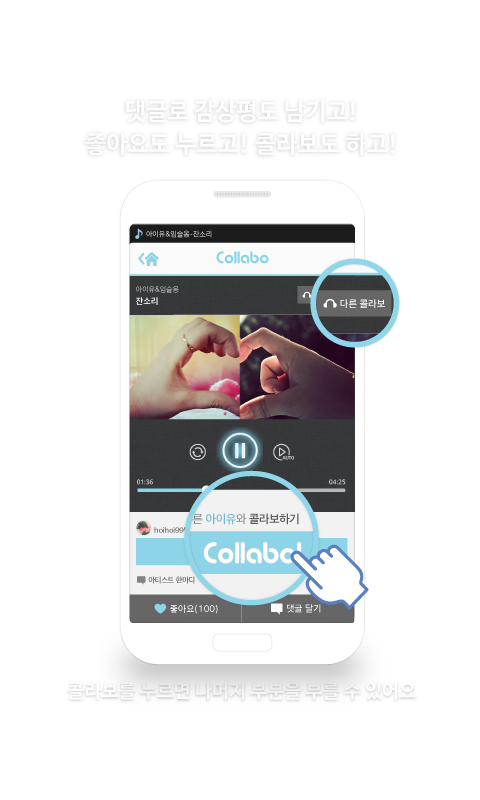 댓글로 감상평도 남기고!
좋아요도 누르고! 콜라보도 하고!
아이유&임슬옹-잔소리
Collabo
아이유&임슬옹
잔소리
다른 콜라보
AUTO
01:36
04:25
hoihoi995
른 아이유와 콜라보하기
Collabo!
아티스트 한마디
좋아요(100)
댓글 달기
콜라보를 누르면 나머지 부분을 부를 수 있어요